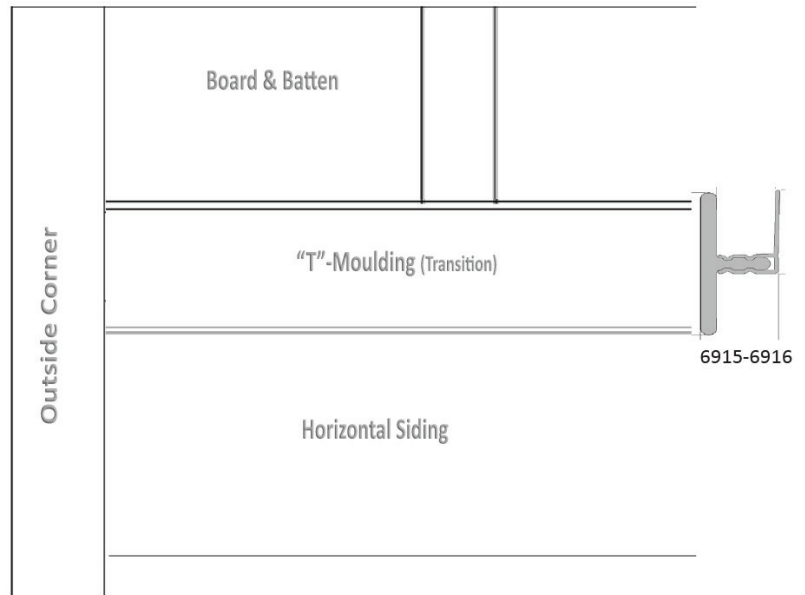 Board & Batten
Outside Corner
“T”-Moulding (Transition)
6915-6916
Horizontal Siding